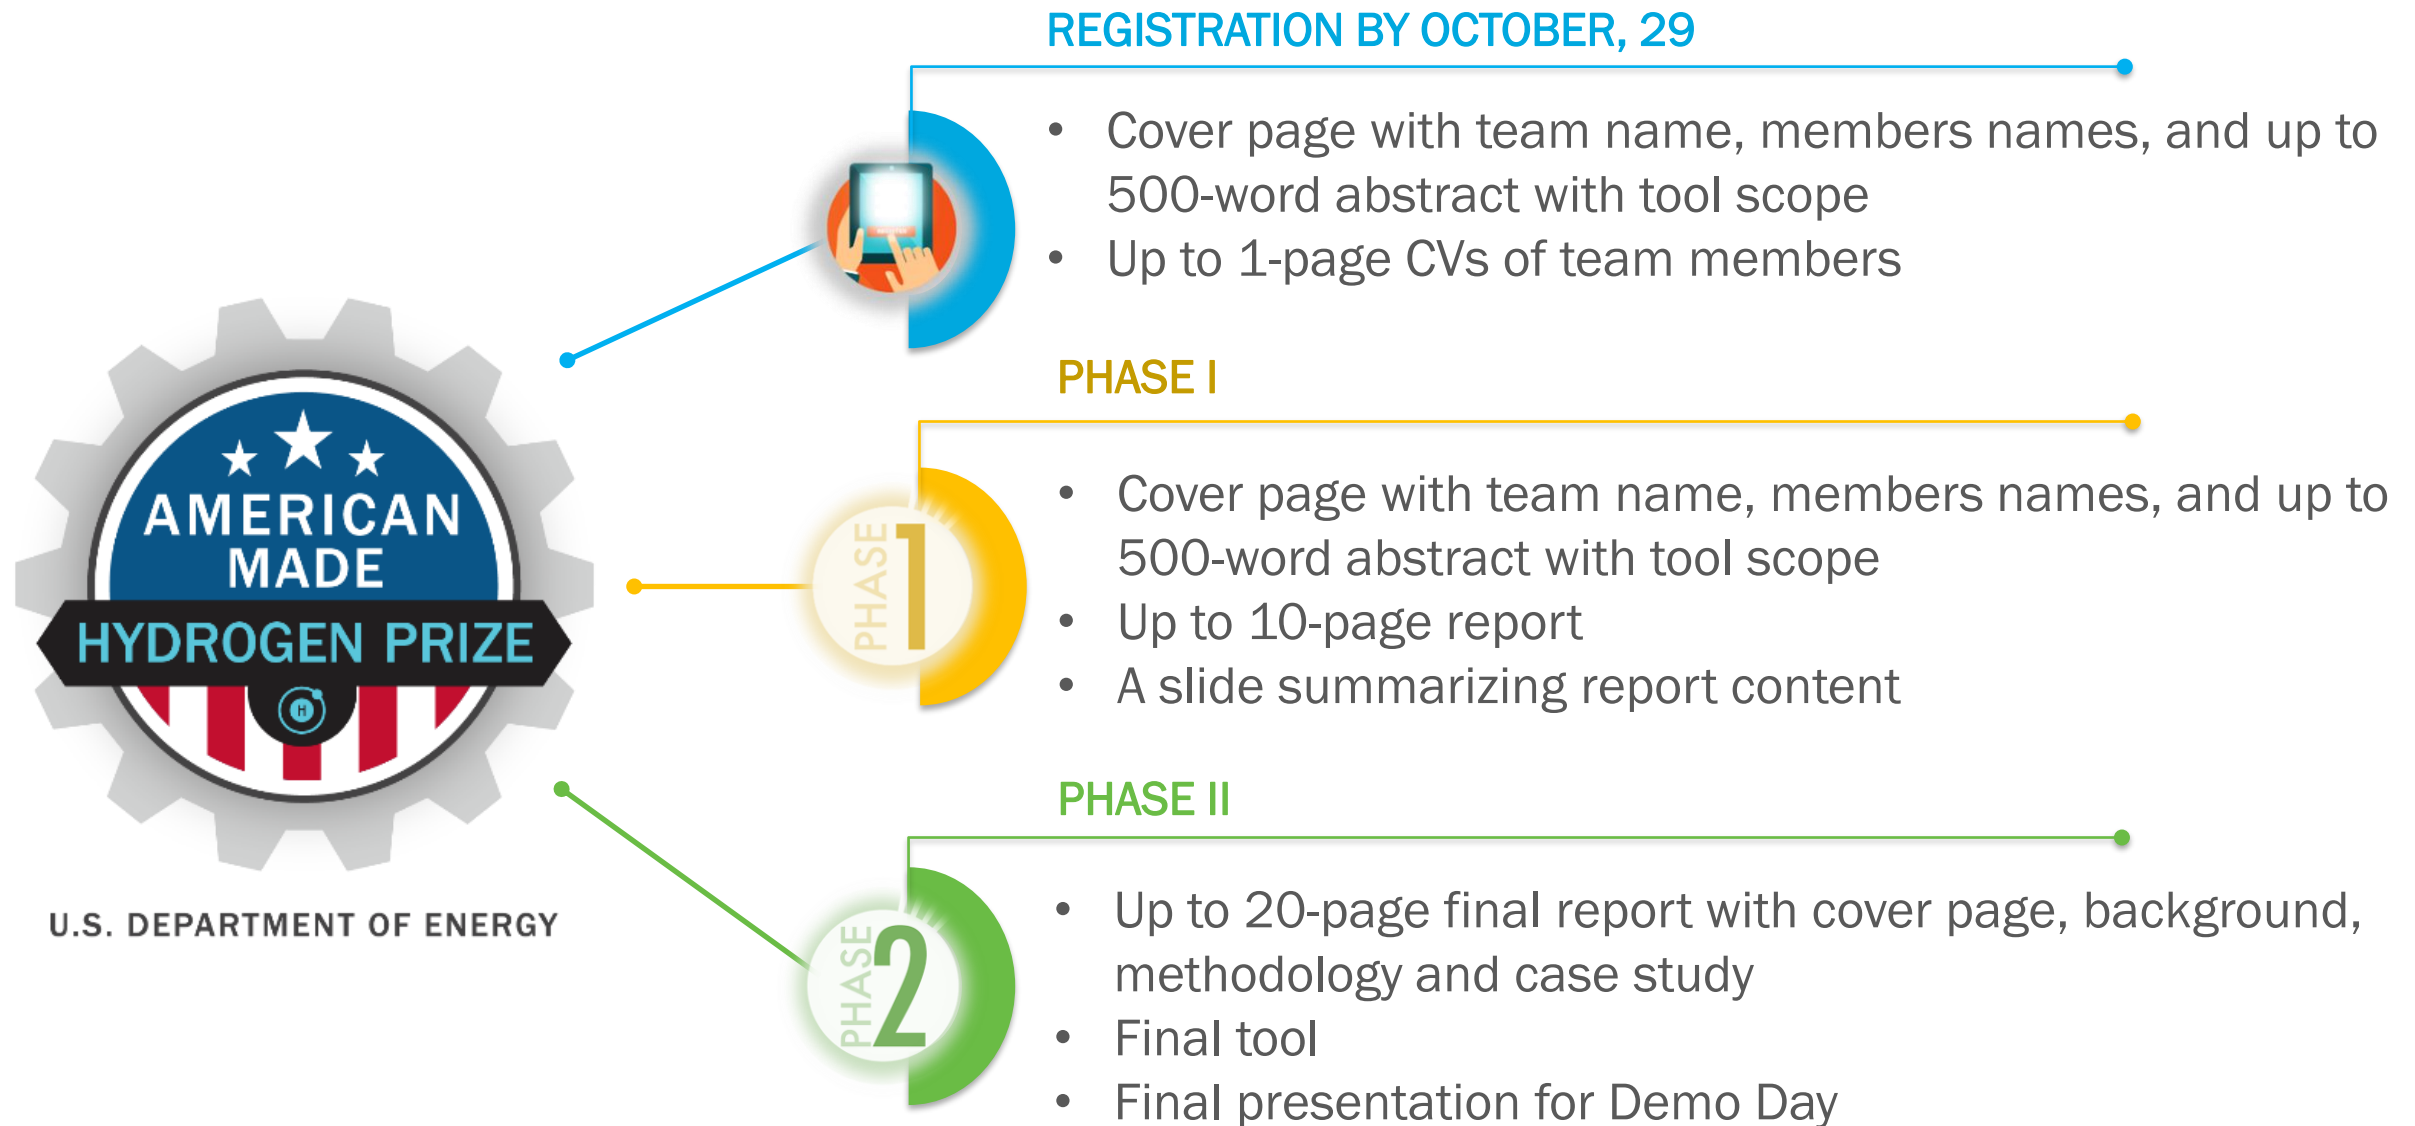 REGISTRATION BY OCTOBER, 29
• Cover page with team name, members names, and up to
500-word abstract with tool scope
• Up to 1-page CVs of team members
REGISTER
PHASE I
PHASE 1
• Cover page with team name, members names, and up to
500-word abstract with tool scope
• Up to 10-page report
• A slide summarizing report content
AMERICAN
MADE
HYDROGEN PRIZE
H
U.S. DEPARTMENT OF ENERGY
PHASE II
PHASE 2
• Up to 20-page final report with cover page, background,
methodology and case study
• Final tool
• Final presentation for Demo Day